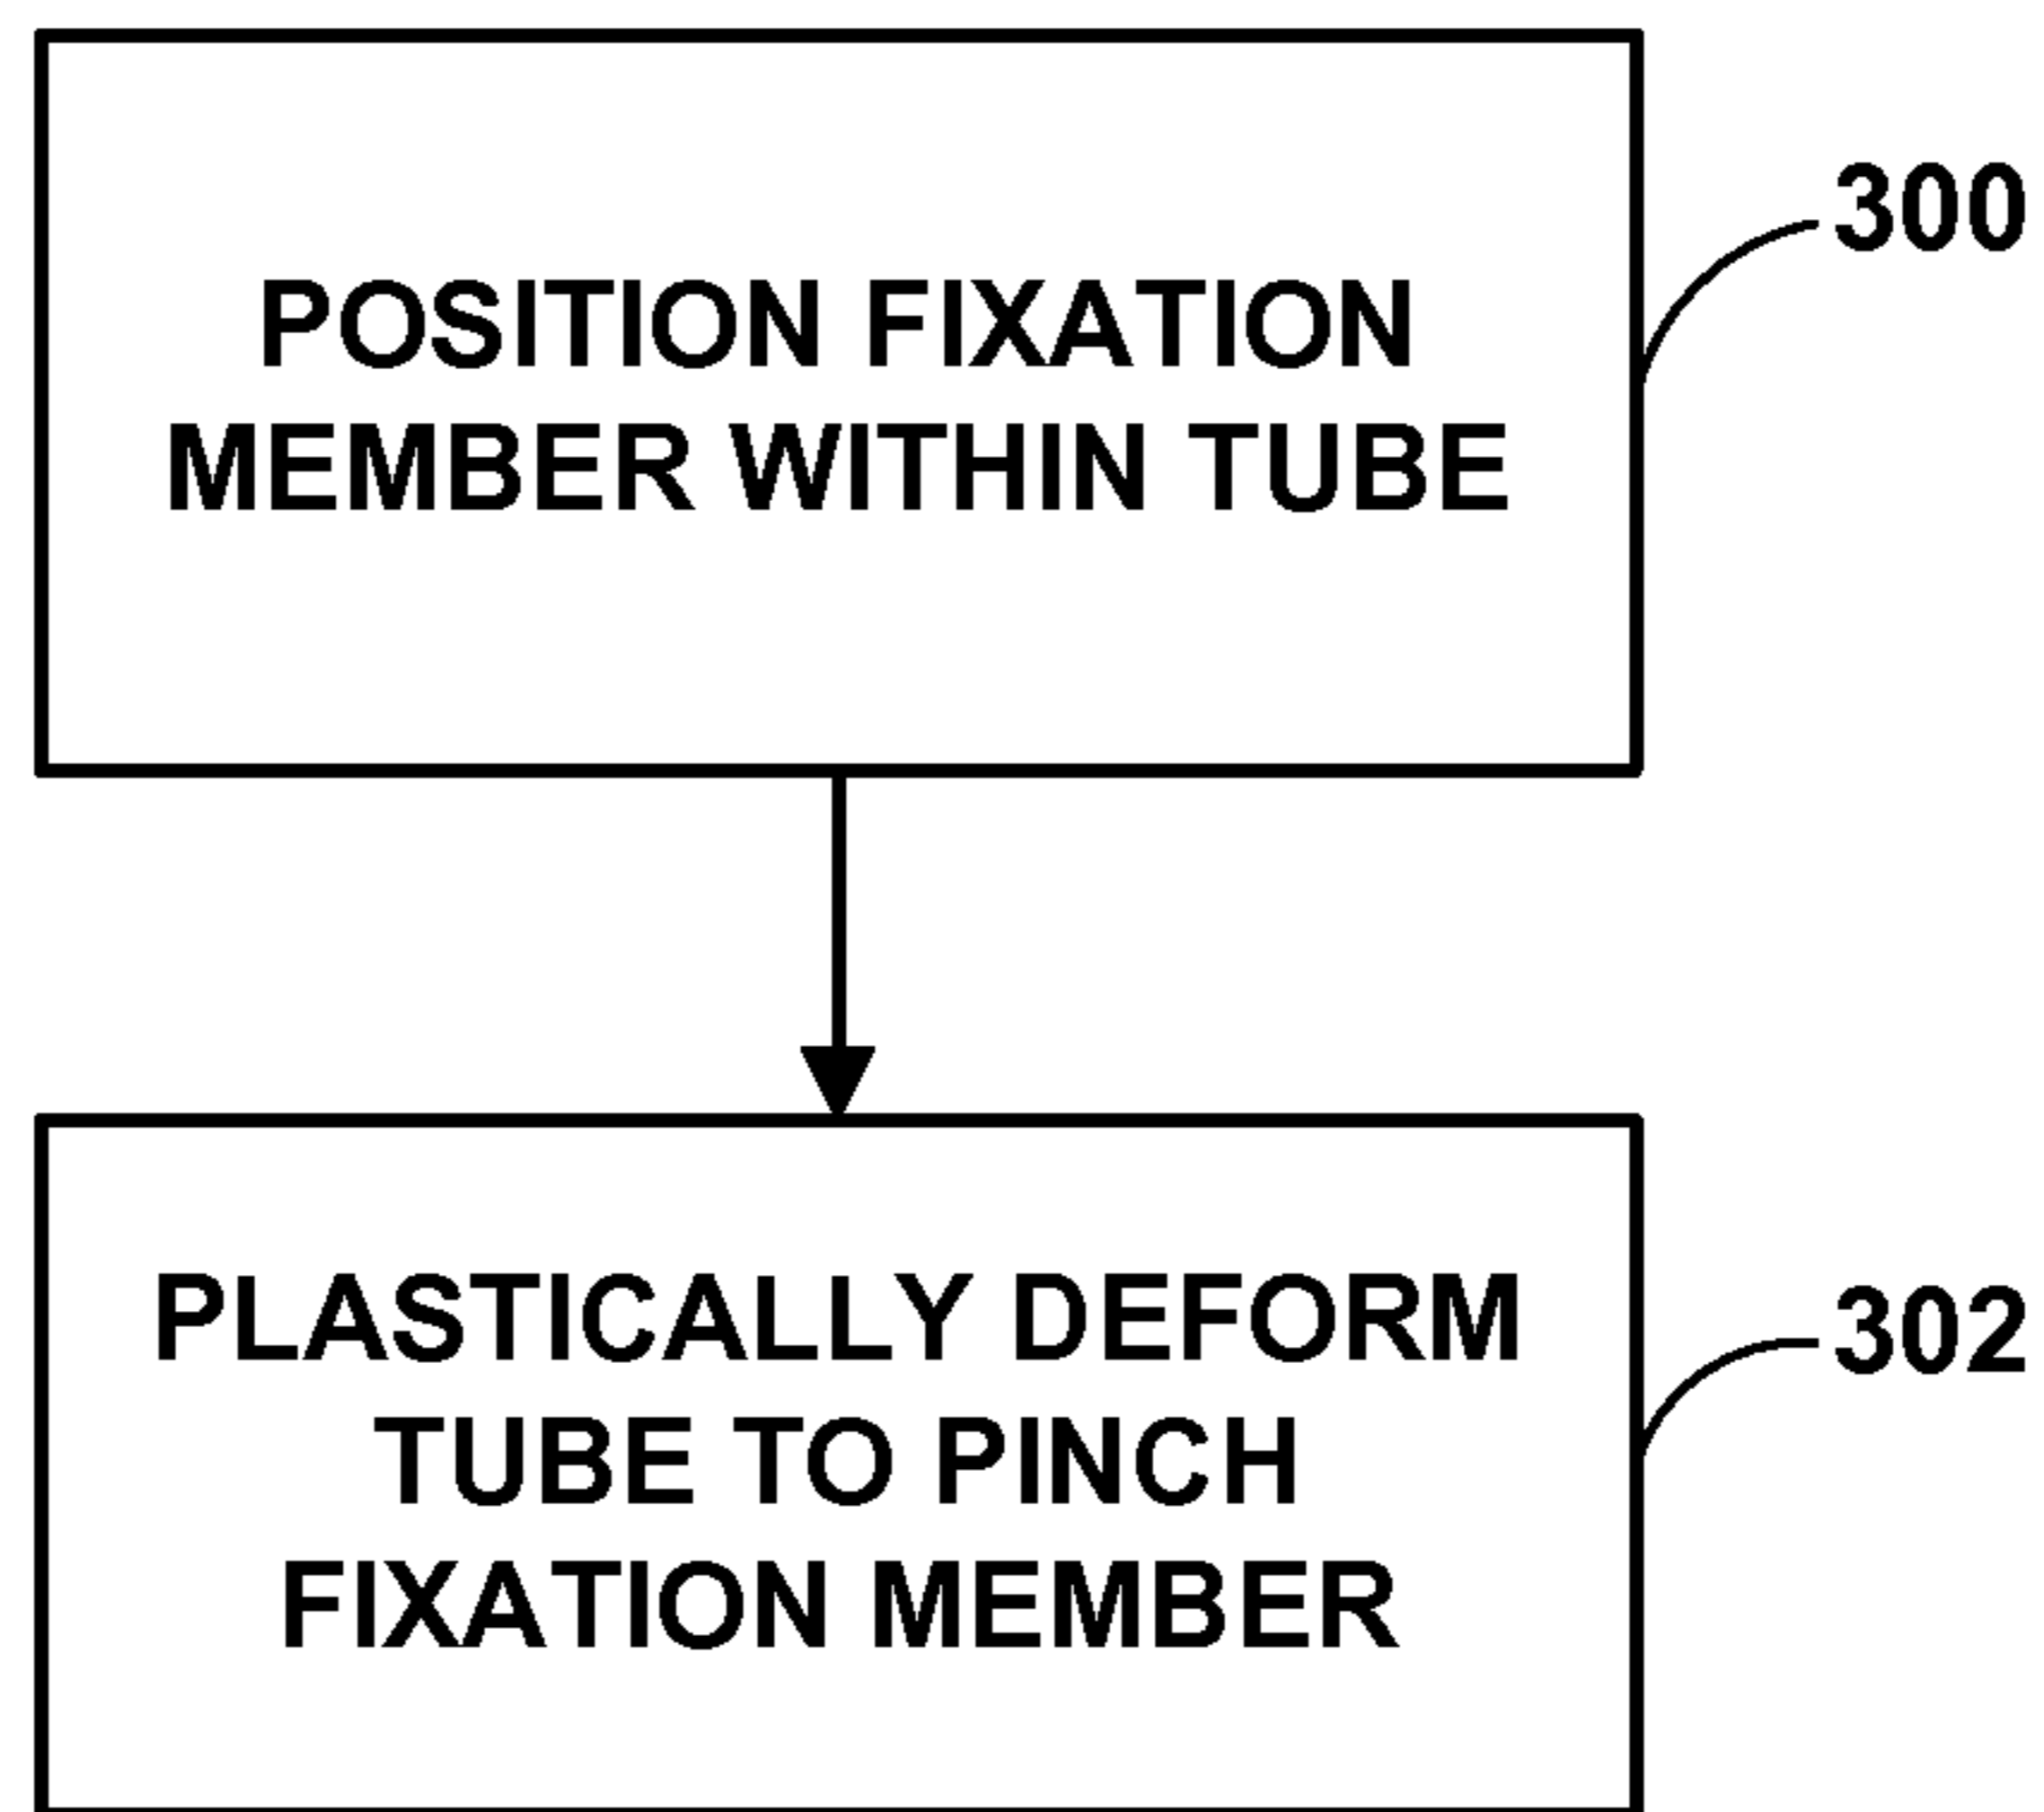 POSITION FIXATION
MEMBER WITHIN TUBE
300
PLASTICALLY DEFORM
TUBE TO PINCH
FIXATION MEMBER
302